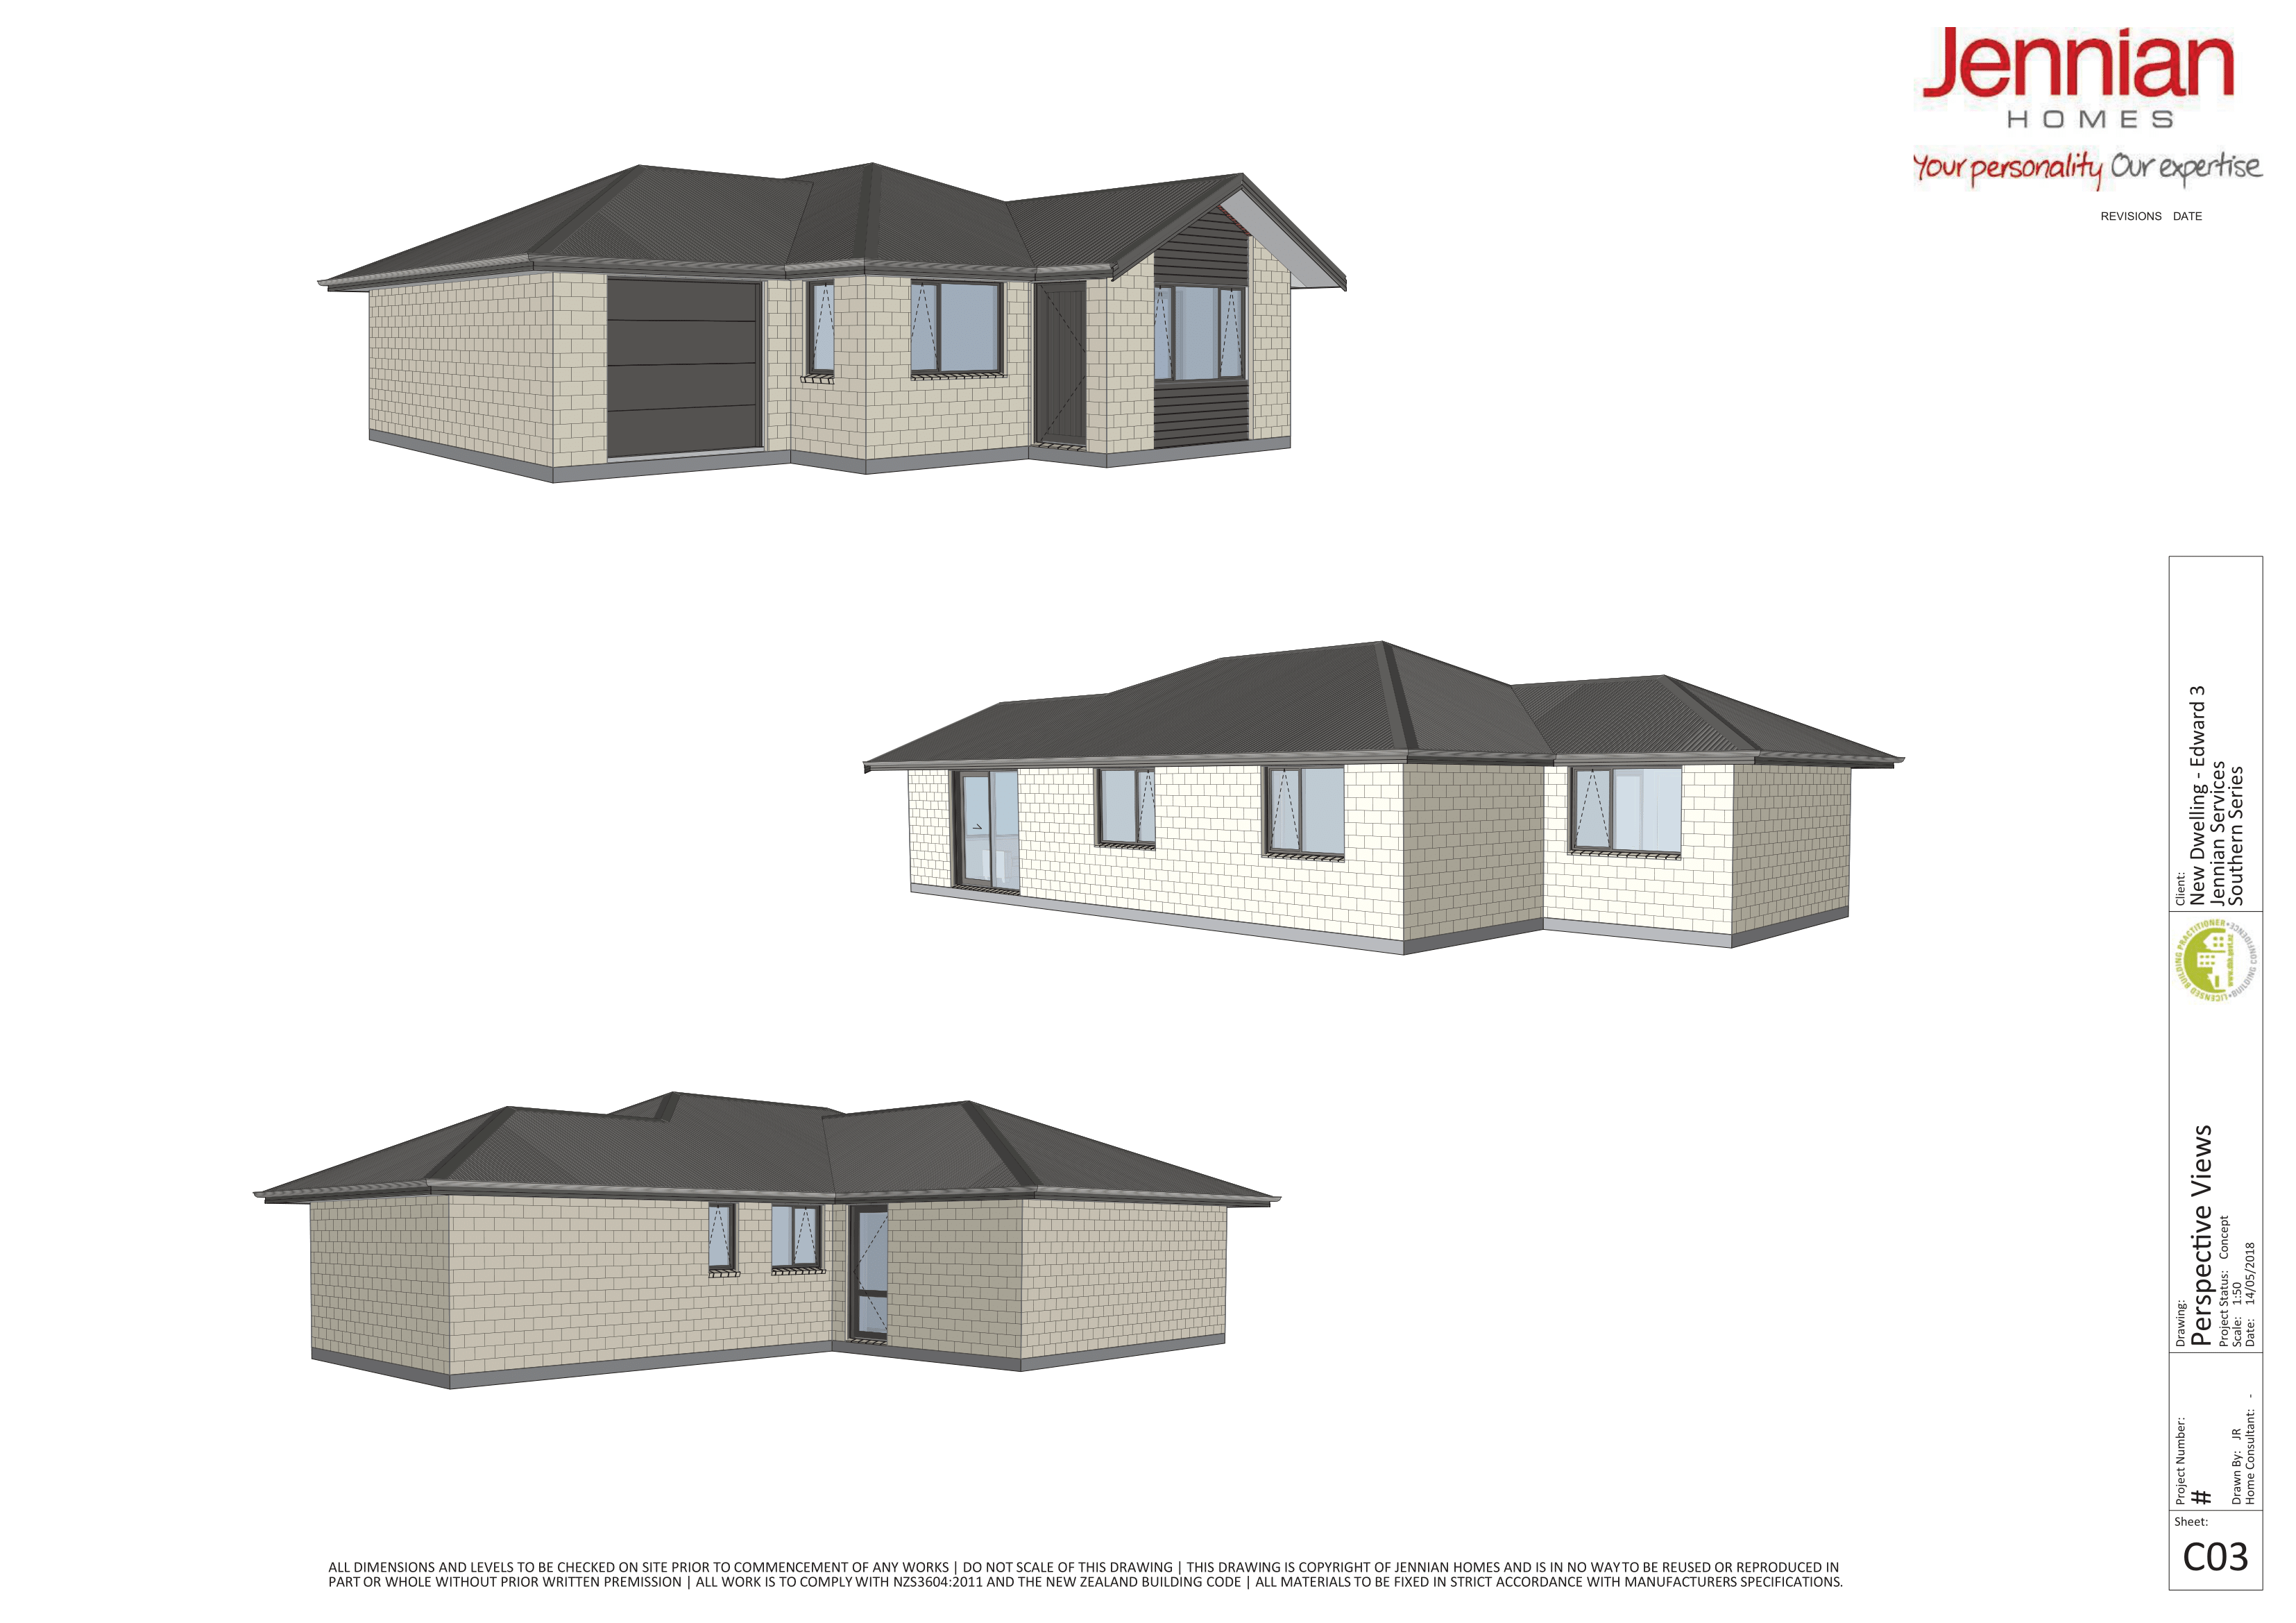 Jennian
HOMES
Your personality Our expertise
REVISIONS DATE
Client:
New Dwelling - Edward 3
Jennian Services
Southern Series
LICENSED BUILDING PRACTITIONER • BUILDING CONFIDENCE •
www.dbh.govt.nz
Drawing:
Perspective Views
Project Status: Concept
Scale: 1:50
Date: 14/05/2018
Project Number:
#
Drawn By: JR
Home Consultant: -
Sheet:
C03
ALL DIMENSIONS AND LEVELS TO BE CHECKED ON SITE PRIOR TO COMMENCEMENT OF ANY WORKS | DO NOT SCALE OF THIS DRAWING | THIS DRAWING IS COPYRIGHT OF JENNIAN HOMES AND IS IN NO WAY TO BE REUSED OR REPRODUCED IN
PART OR WHOLE WITHOUT PRIOR WRITTEN PREMISSION | ALL WORK IS TO COMPLY WITH NZS3604:2011 AND THE NEW ZEALAND BUILDING CODE | ALL MATERIALS TO BE FIXED IN STRICT ACCORDANCE WITH MANUFACTURERS SPECIFICATIONS.